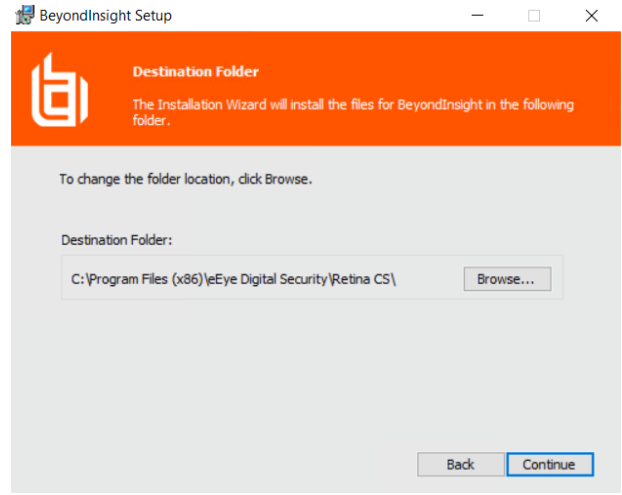 BeyondInsight Setup
Destination Folder
The Installation Wizard will install the files for BeyondInsight in the following
folder.
To change the folder location, click Browse.
Destination Folder:
C:\Program Files (x86)\eEye Digital Security\Retina CS\
Browse...
Back
Continue